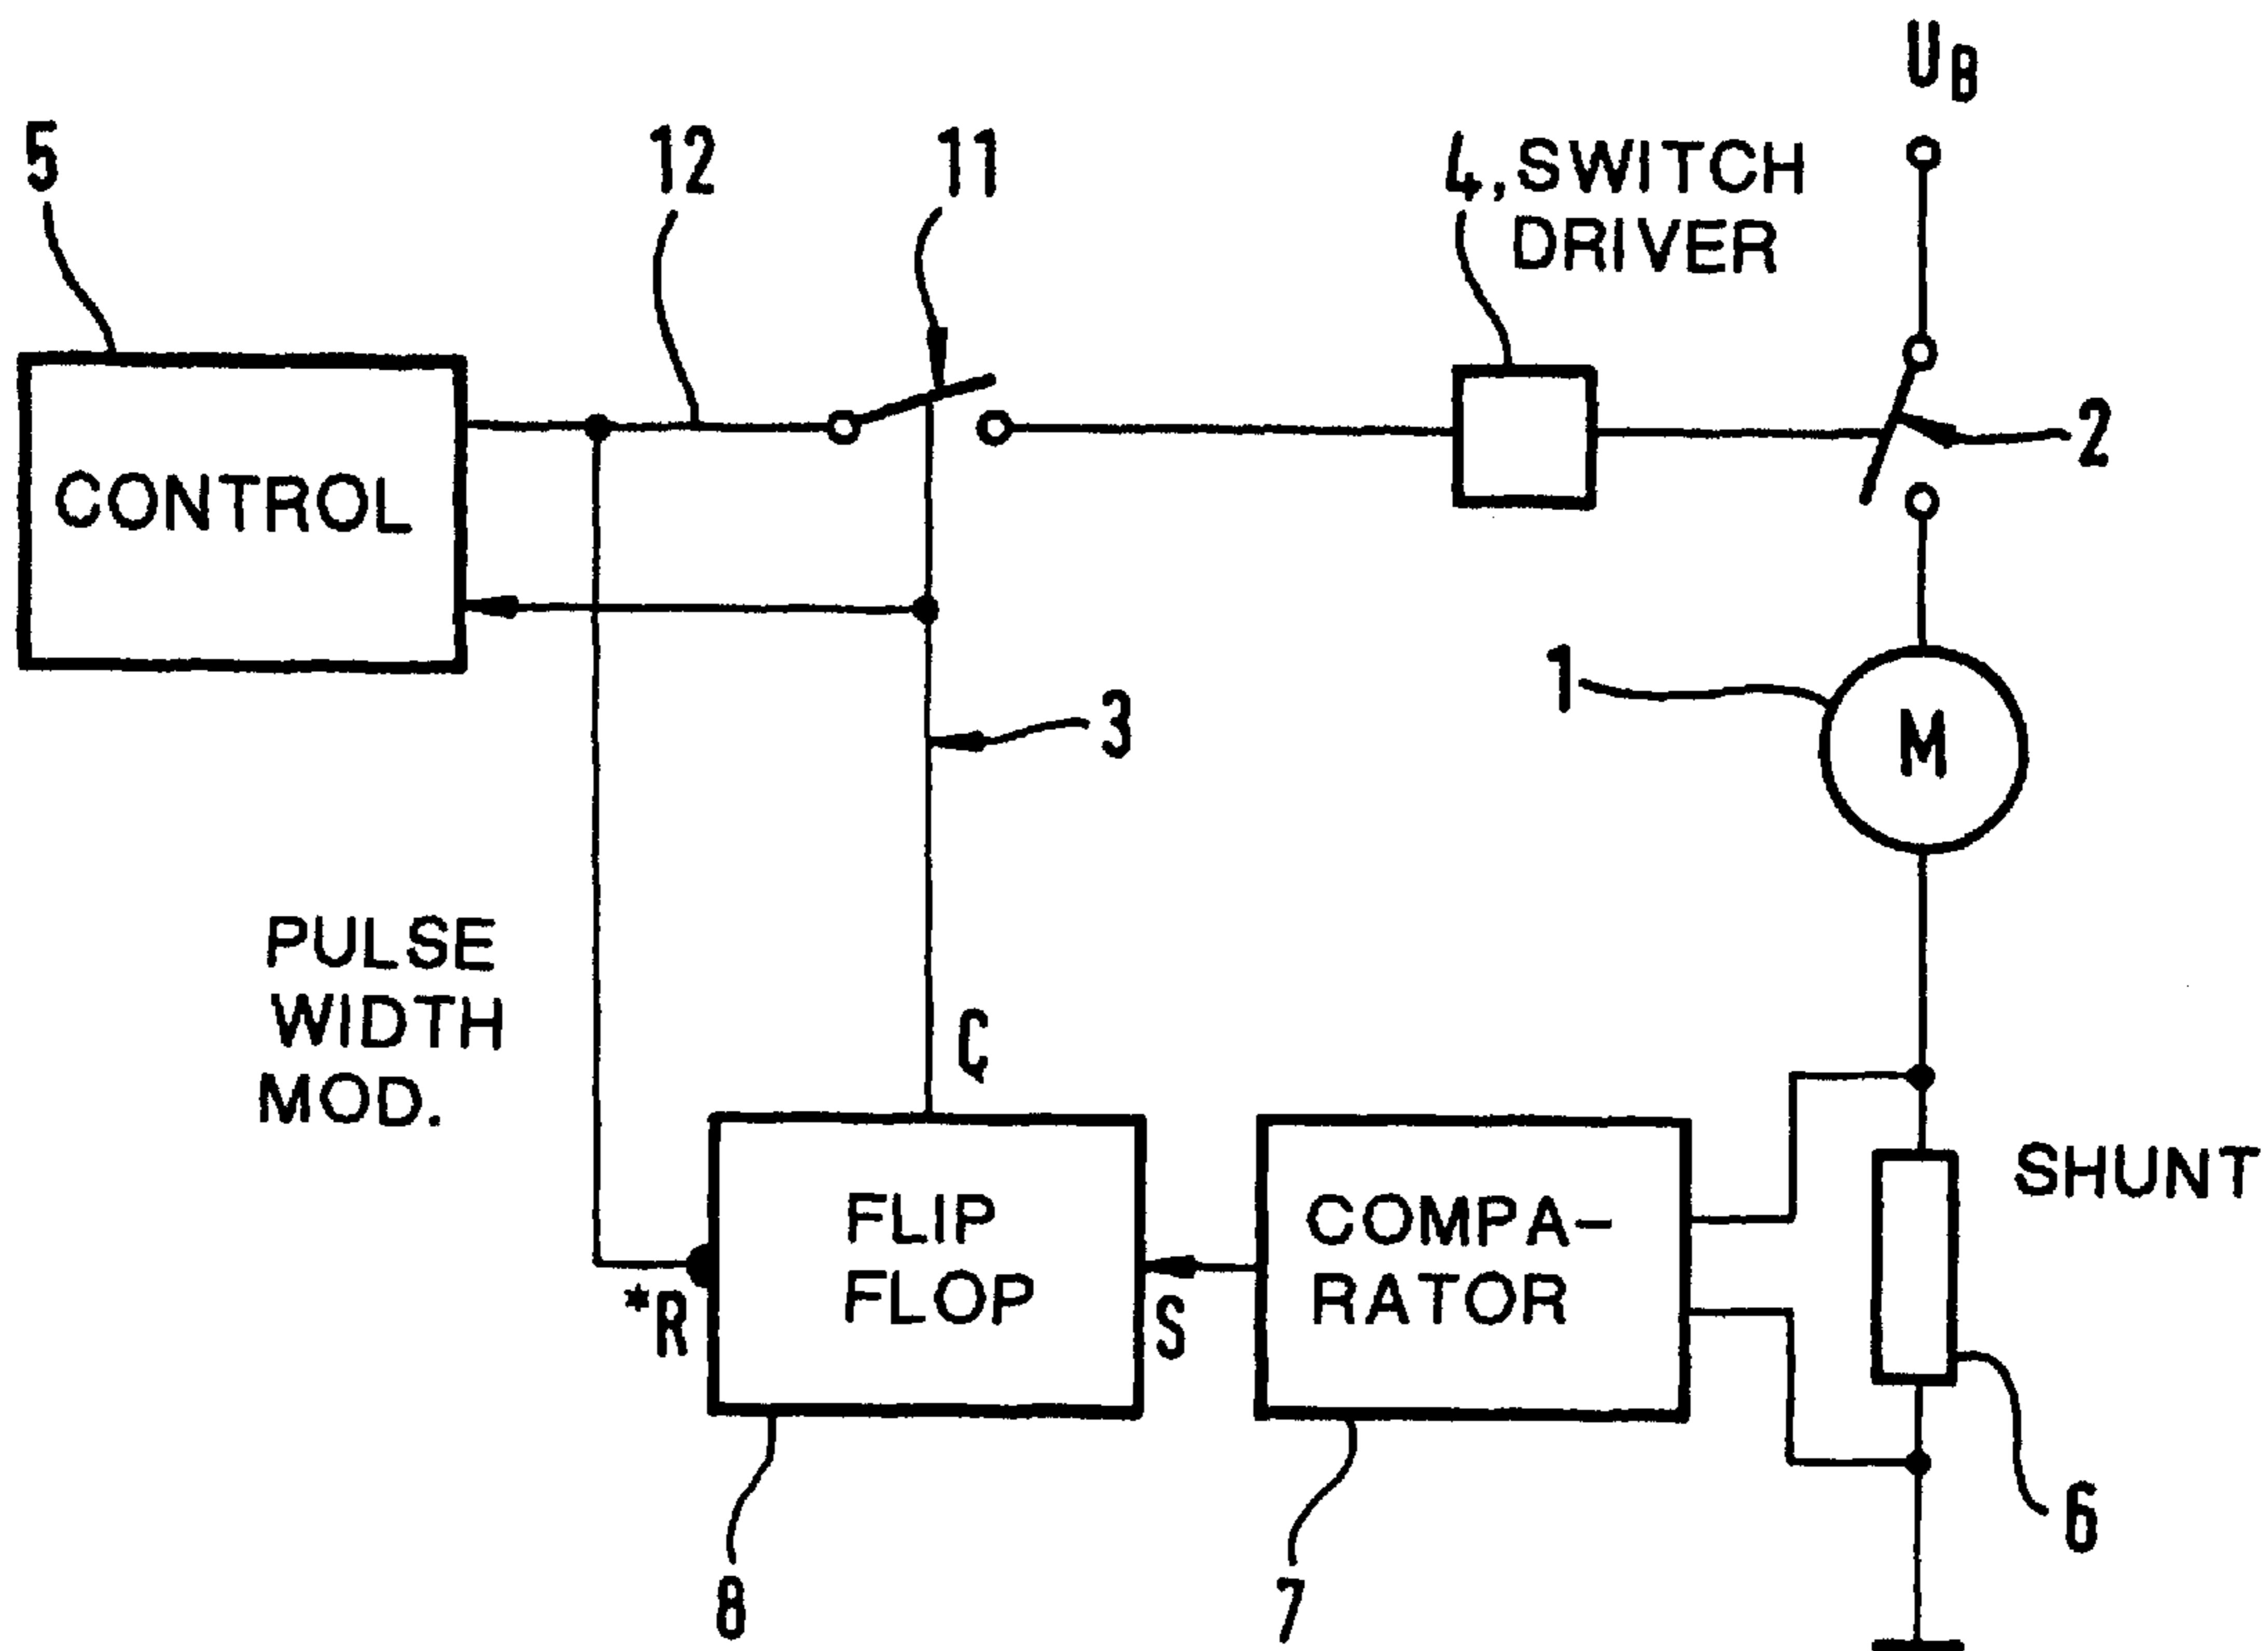 U_B
5
12
11
4, SWITCH
DRIVER
CONTROL
2
1
M
3
PULSE
WIDTH
MOD.
Q
SHUNT
FLIP
FLOP
COMPA-
RATOR
*R
S
6
8
7